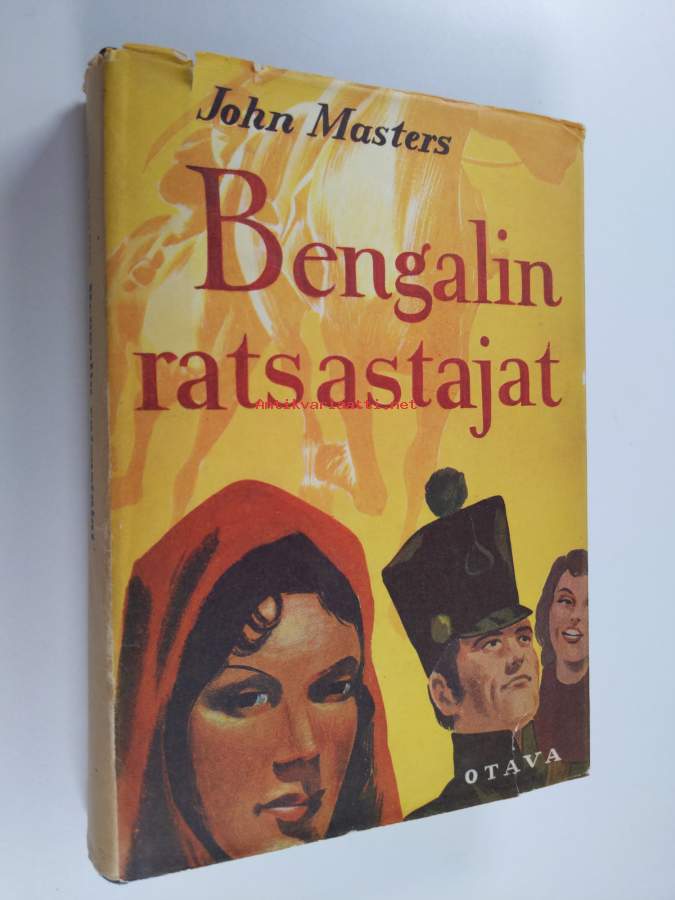 John Masters
Bengalin
ratsastajat
Antikvariaatti.net
OTAVA